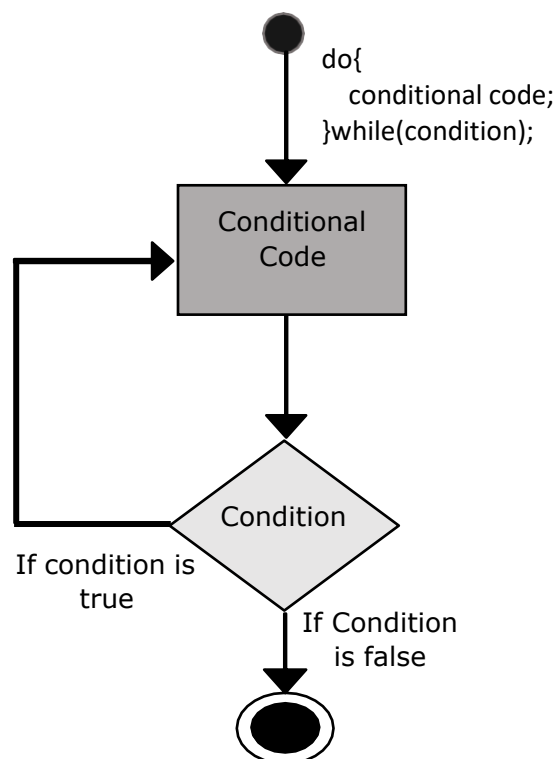 do{
conditional code;
}while(condition);
Conditional
Code
Condition
If condition is
true
If Condition
is false